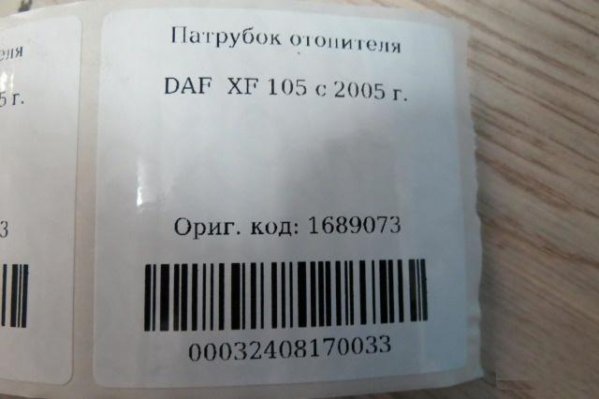 Патрубок отопителя
DAF XF 105 с 2005 г.
Ориг. код: 1689073
00032408170033